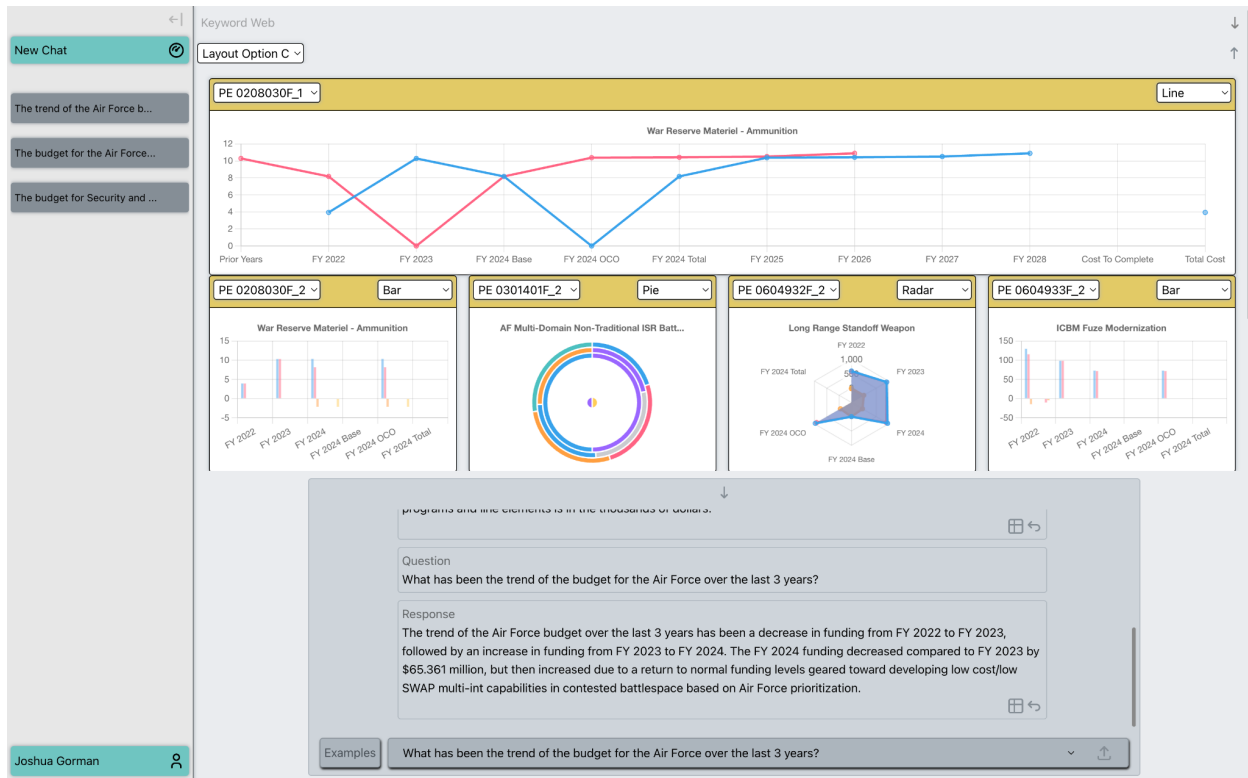 Keyword Web
New Chat
Layout Option C
The trend of the Air Force b...
The budget for the Air Force...
The budget for Security and ...
Joshua Gorman
PE 0208030F_1
Line
War Reserve Materiel - Ammunition
12
10
8
6
4
2
0
Prior Years FY 2022 FY 2023 FY 2024 Base FY 2024 OCO FY 2024 Total FY 2025 FY 2026 FY 2027 FY 2028 Cost To Complete Total Cost
PE 0208030F_2
Bar
War Reserve Materiel - Ammunition
15
10
5
0
-5
FY 2022 FY 2023 FY 2024 FY 2024 Base FY 2024 OCO FY 2024 Total
PE 0301401F_2
Pie
AF Multi-Domain Non-Traditional ISR Batt...
PE 0604932F_2
Radar
Long Range Standoff Weapon
FY 2022
1,000
FY 2024 Total
FY 2023
FY 2024 OCO
FY 2024
FY 2024 Base
PE 0604933F_2
Bar
ICBM Fuze Modernization
150
100
50
0
-50
FY 2022 FY 2023 FY 2024 FY 2024 Base FY 2024 OCO FY 2024 Total
programs and line elements is in the thousands of dollars.
Question
What has been the trend of the budget for the Air Force over the last 3 years?
Response
The trend of the Air Force budget over the last 3 years has been a decrease in funding from FY 2022 to FY 2023,
followed by an increase in funding from FY 2023 to FY 2024. The FY 2024 funding decreased compared to FY 2023 by
$65.361 million, but then increased due to a return to normal funding levels geared toward developing low cost/low
SWAP multi-int capabilities in contested battlespace based on Air Force prioritization.
Examples
What has been the trend of the budget for the Air Force over the last 3 years?